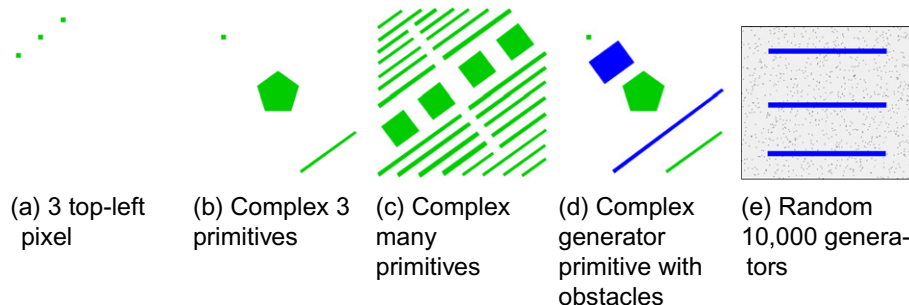 (a) 3 top-left
pixel
(b) Complex 3
primitives
(c) Complex
many
primitives
(d) Complex
generator
primitive with
obstacles
(e) Random
10,000 genera-
tors